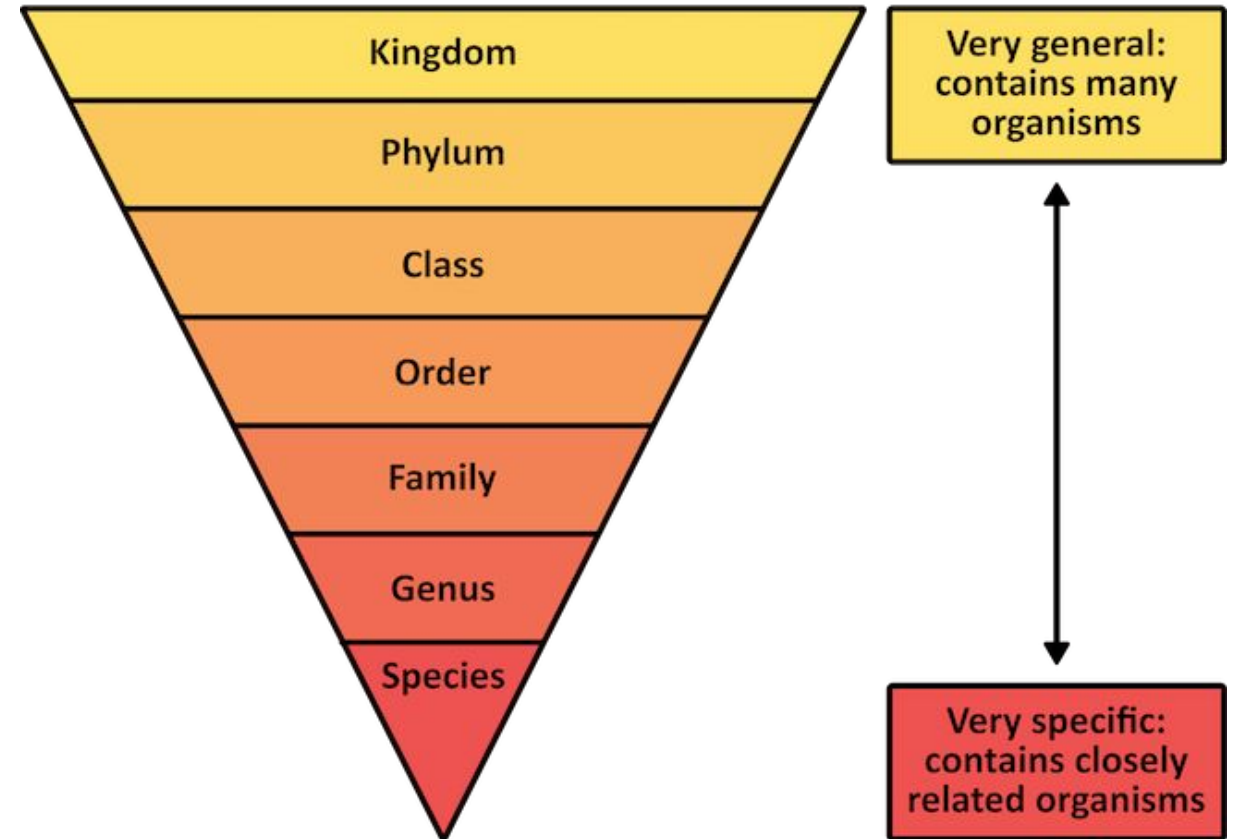 Kingdom
Phylum
Class
Order
Family
Genus
Species
Very general:
contains many
organisms
Very specific:
contains closely
related organisms